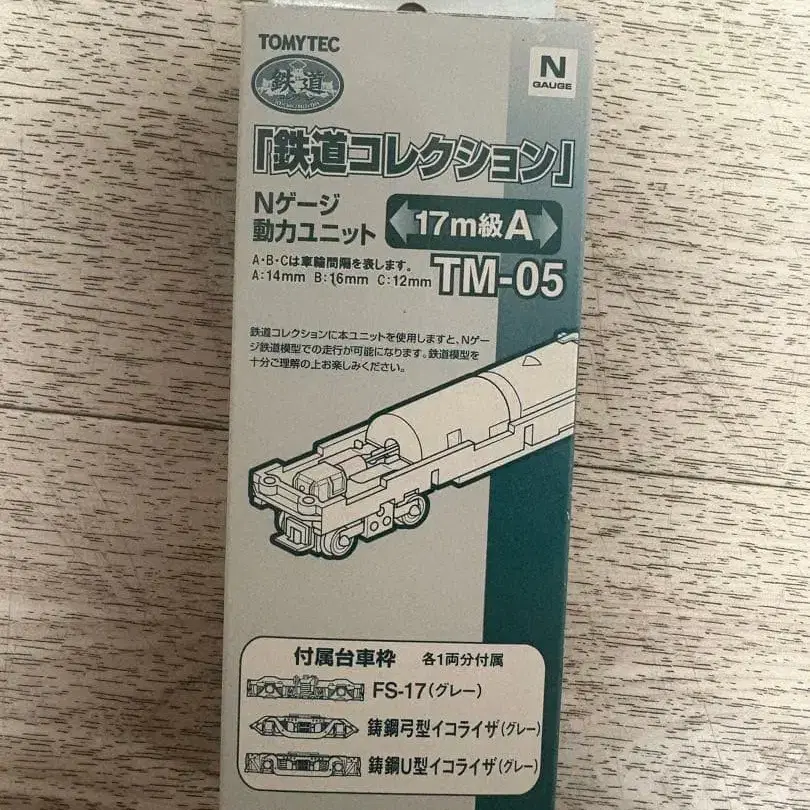 TOMYTEC
鉄道
N
GAUGE
「鉄道コレクション」
Nゲージ
動力ユニット
17m級A
A・B・Cは車輪間隔を表します。
A:14mm B:16mm C:12mm
TM-05
鉄道コレクションに本ユニットを使用しますと、Nゲー
ジ鉄道模型での走行が可能になります。鉄道模型を
十分ご理解の上お楽しみください。
付属台車枠 各1両分付属
FS-17(グレー)
鋳鋼弓型イコライザ(グレー)
鋳鋼U型イコライザ(グレー)